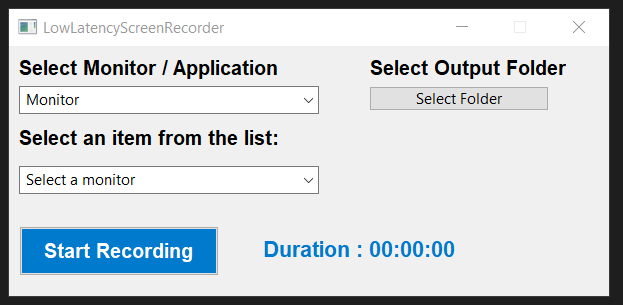 LowLatencyScreenRecorder
Select Monitor / Application
Select Output Folder
Monitor
Select Folder
Select an item from the list:
Select a monitor
Start Recording
Duration : 00:00:00